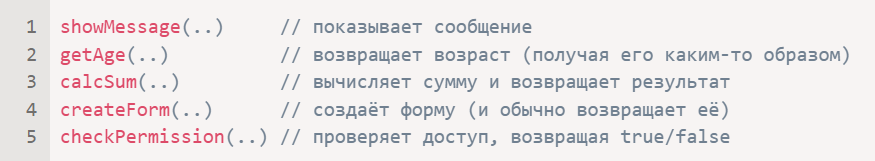 1 showMessage(..)     // показывает сообщение
2 getAge(..)          // возвращает возраст (получая его каким-то образом)
3 calcSum(..)         // вычисляет сумму и возвращает результат
4 createForm(..)      // создаёт форму (и обычно возвращает её)
5 checkPermission(..) // проверяет доступ, возвращая true/false